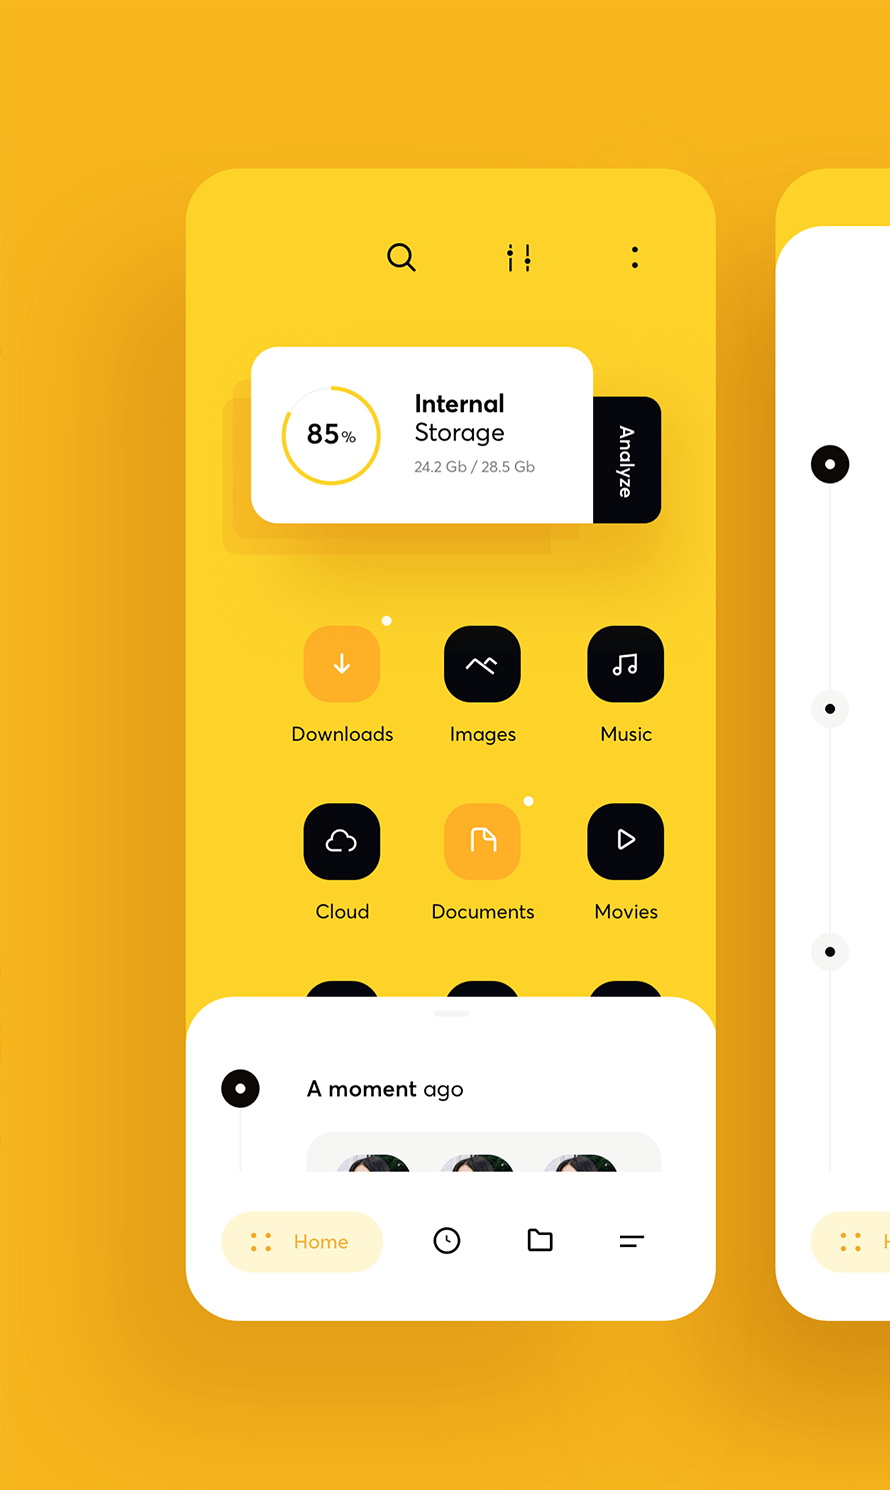 85%
Internal
Storage
24.2 Gb / 28.5 Gb
Analyze
Downloads
Images
Music
Cloud
Documents
Movies
A moment ago
Home